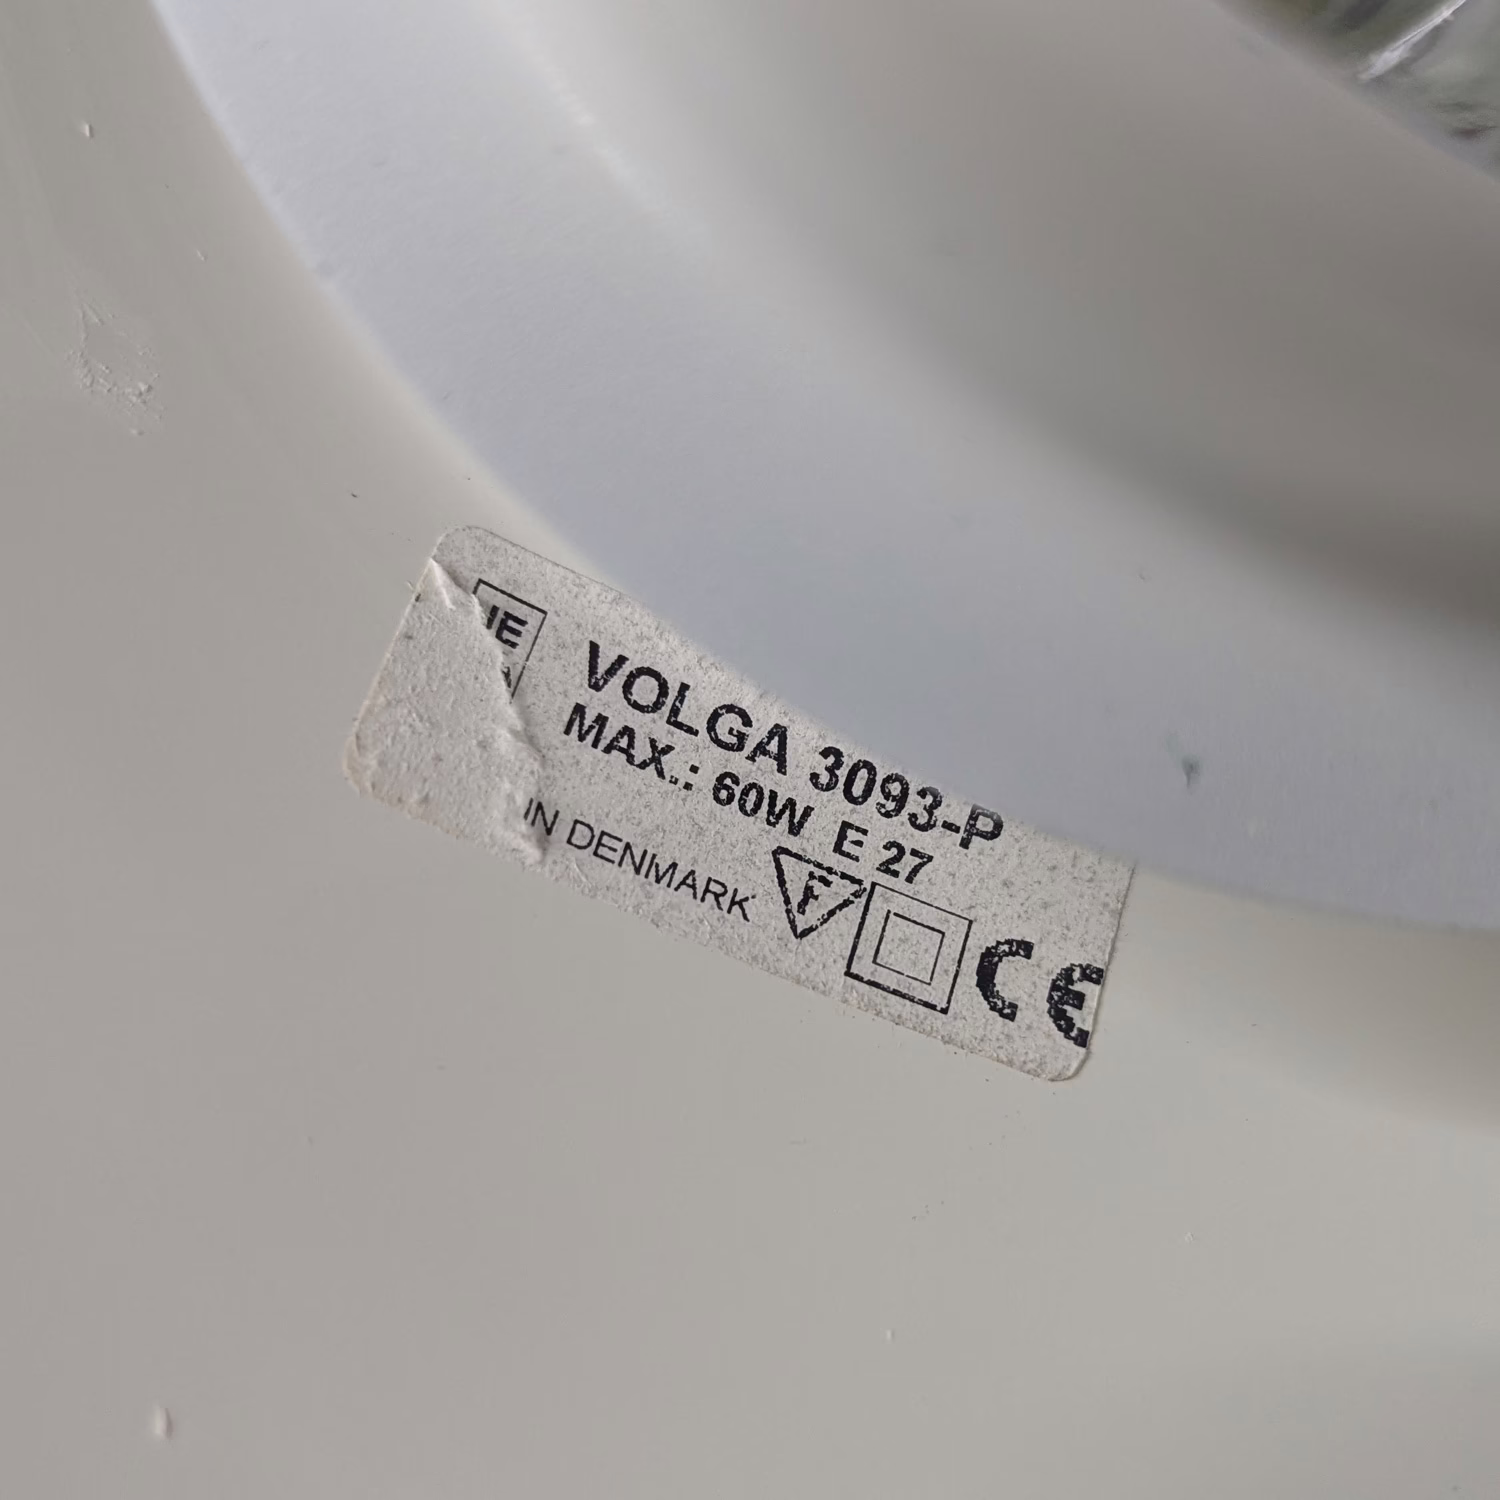 VOLGA 3093-P
MAX.: 60W E 27
IN DENMARK
F
CE